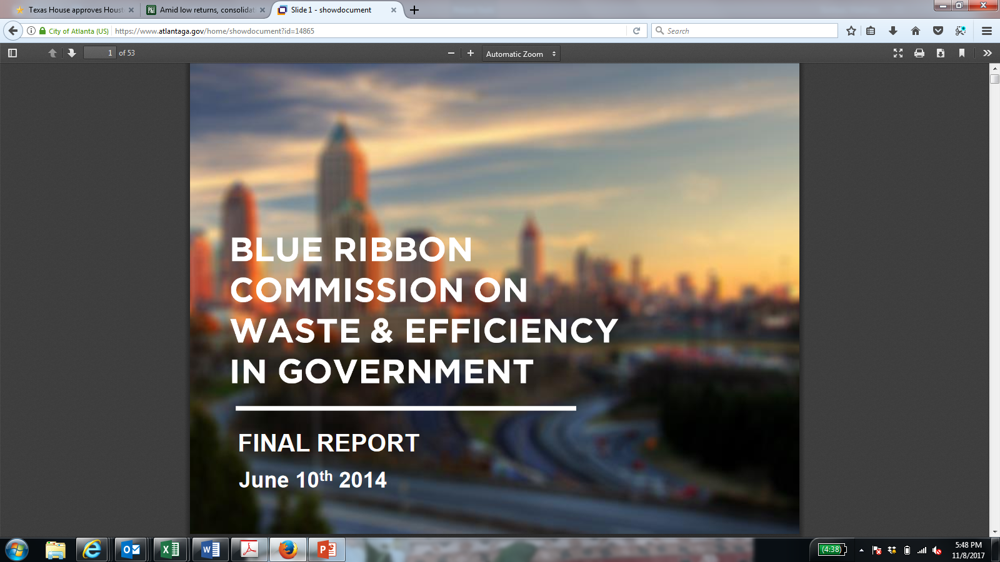 Texas House approves Houst
P&I Amid low returns, consolidat
Slide 1 - showdocument
City of Atlanta (US) https://www.atlantaga.gov/home/showdocument?id=14865
Search
1 of 53
Automatic Zoom
BLUE RIBBON
COMMISSION ON
WASTE & EFFICIENCY
IN GOVERNMENT
FINAL REPORT
June 10th 2014
(4:38)
5:48 PM
11/8/2017